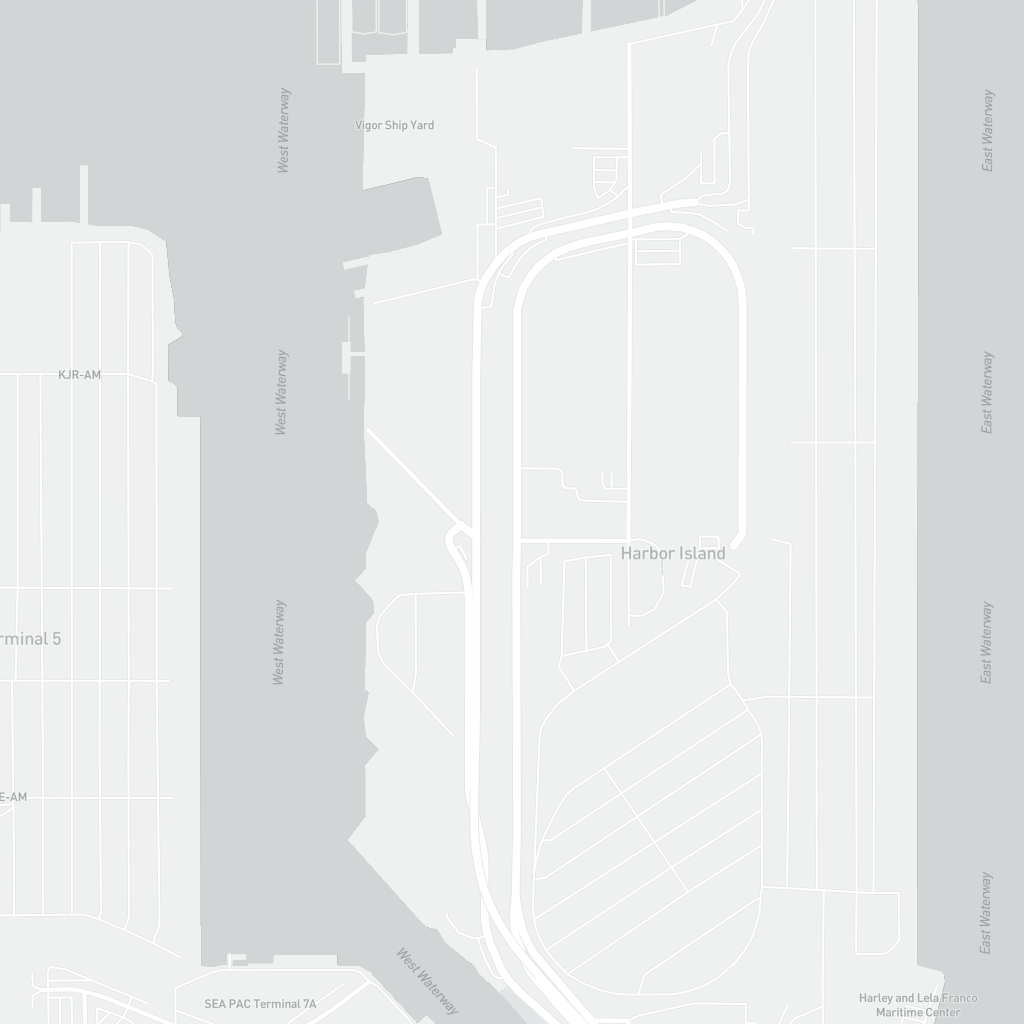 West Waterway
East Waterway
Vigor Ship Yard
KJR-AM
West Waterway
East Waterway
Harbor Island
West Waterway
East Waterway
rminal 5
E-AM
East Waterway
West Waterway
SEA PAC Terminal 7A
Harley and Lela Franco
Maritime Center